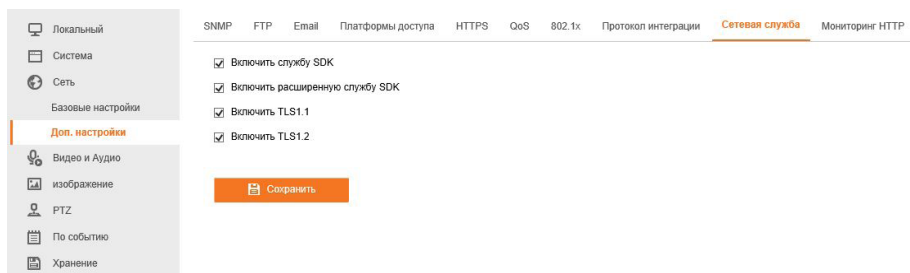 SNMP FTP Email Платформы доступа HTTPS QoS 802.1x Протокол интеграции Сетевая служба Мониторинг HTTP
Локальный
Система
Сеть
Базовые настройки
Доп. настройки
Видео и Аудио
изображение
PTZ
По событию
Хранение
Включить службу SDK
Включить расширенную службу SDK
Включить TLS1.1
Включить TLS1.2
Сохранить